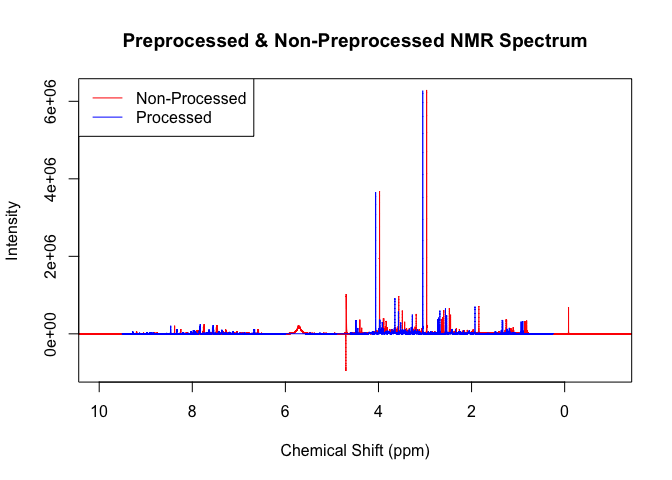 Preprocessed & Non-Preprocessed NMR Spectrum
Non-Processed
Processed
6e+06
4e+06
2e+06
0e+00
Intensity
10 8 6 4 2 0
Chemical Shift (ppm)